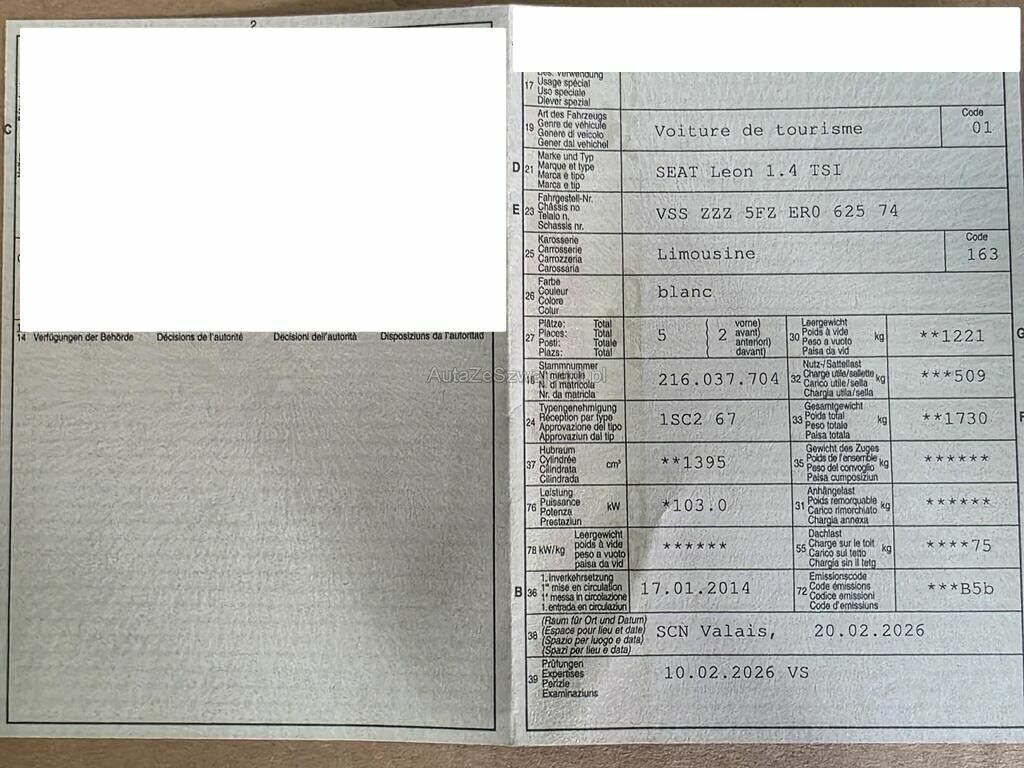 2
C
14 Verfügungen der Behörde Décisions de l'autorité Decisioni dell'autorità Disposiziuns da l'autoritad
Bes. Verwendung
17 Usage spécial
Uso speciale
Diever spezial
Art des Fahrzeugs
19 Genre de véhicule
Genere di veicolo
Gener dal vehichel
Voiture de tourisme
Code
01
D 21 Marke und Typ
Marque et type
Marca e tipo
Marca e tip
SEAT Leon 1.4 TSI
E 23 Fahrgestell-Nr.
Châssis no
Telaio n.
Schassis nr.
VSS ZZZ 5FZ ER0 625 74
25 Karosserie
Carrosserie
Carrozzeria
Carossaria
Limousine
Code
163
26 Farbe
Couleur
Colore
Colur
blanc
27 Plätze: Total
Places: Total
Posti: Totale
Plazs: Total
5
2
vorne)
avant)
anteriori)
davant)
30 Leergewicht
Poids à vide
Peso a vuoto
Paisa da vid
kg
**1221
G
18 Stammnummer
N° matricule
N. di matricola
Nr. da matricla
216.037.704
32 Nutz-/Sattellast
Charge utile/sellette
Carico utile/sella
Chargia utila/sella
kg
***509
24 Typengenehmigung
Réception par type
Approvazione del tipo
Approvaziun dal tip
1SC2 67
33 Gesamtgewicht
Poids total
Peso totale
Paisa totala
kg
**1730
F
37 Hubraum
Cylindrée
Cilindrata
Cilindrada
cm³
**1395
35 Gewicht des Zuges
Poids de l'ensemble
Peso del convoglio
Paisa cumposiziun
kg
******
76 Leistung
Puissance
Potenza
Prestaziun
kW
*103.0
31 Anhängelast
Poids remorquable
Carico rimorchiato
Chargia annexa
kg
******
78 kW/kg
Leergewicht
poids à vide
peso a vuoto
paisa da vid
******
55 Dachlast
Charge sur le toit
Carico sul tetto
Chargia sin il tetg
kg
****75
B 36 1. Inverkehrsetzung
1re mise en circulation
1a messa in circolazione
1. entrada en circulaziun
17.01.2014
72 Emissionscode
Code émissions
Codice emissioni
Code d'emissiuns
***B5b
38 (Raum für Ort und Datum)
(Espace pour lieu et date)
(Spazio per luogo e data)
(Spazi per lieu e data)
SCN Valais, 20.02.2026
39 Prüfungen
Expertises
Perizie
Examinaziuns
10.02.2026 VS